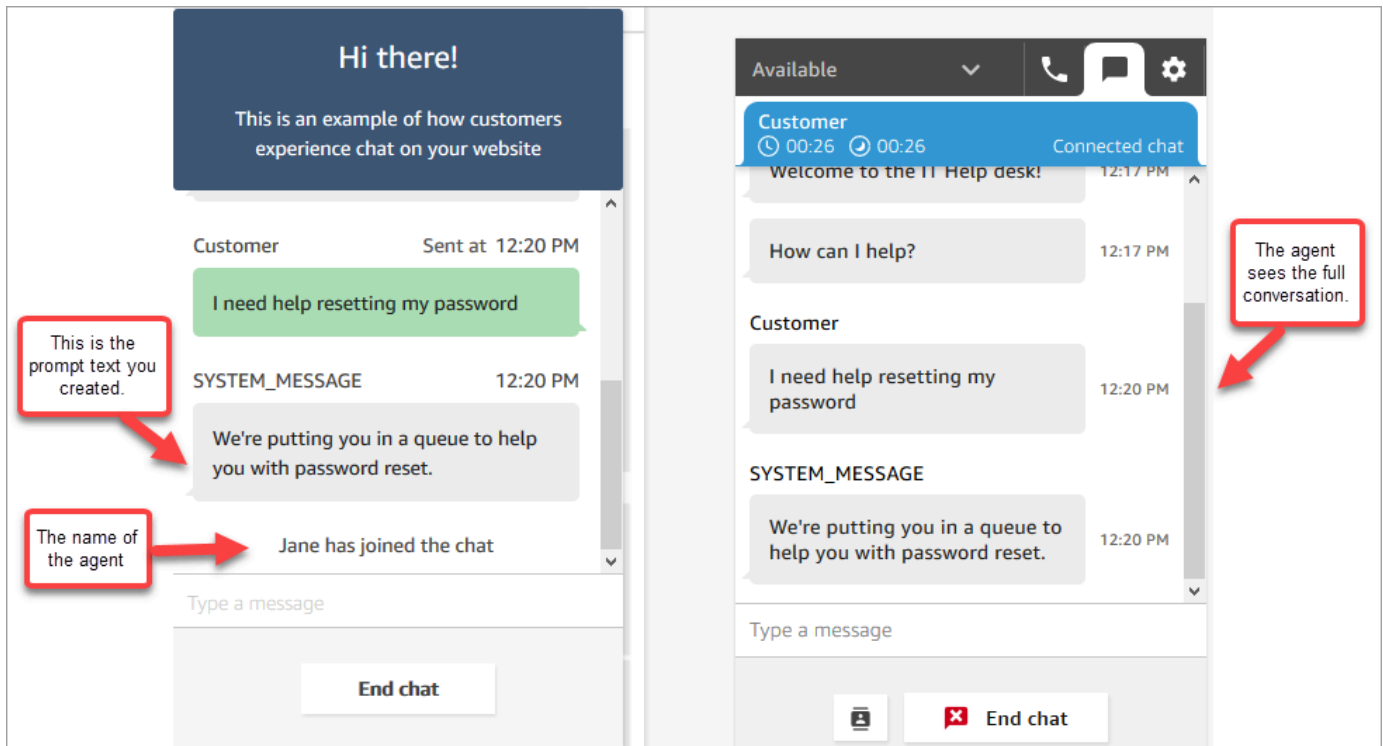 Hi there!
This is an example of how customers
experience chat on your website
Customer
Sent at 12:20 PM
I need help resetting my password
SYSTEM_MESSAGE
12:20 PM
We're putting you in a queue to help
you with password reset.
Jane has joined the chat
Type a message
End chat
This is the
prompt text you
created.
The name of
the agent
Available
Customer
00:26 00:26
Connected chat
Welcome to the IT Help desk!
12:17 PM
How can I help?
12:17 PM
Customer
I need help resetting my
password
12:20 PM
SYSTEM_MESSAGE
We're putting you in a queue to
help you with password reset.
12:20 PM
Type a message
End chat
The agent
sees the full
conversation.